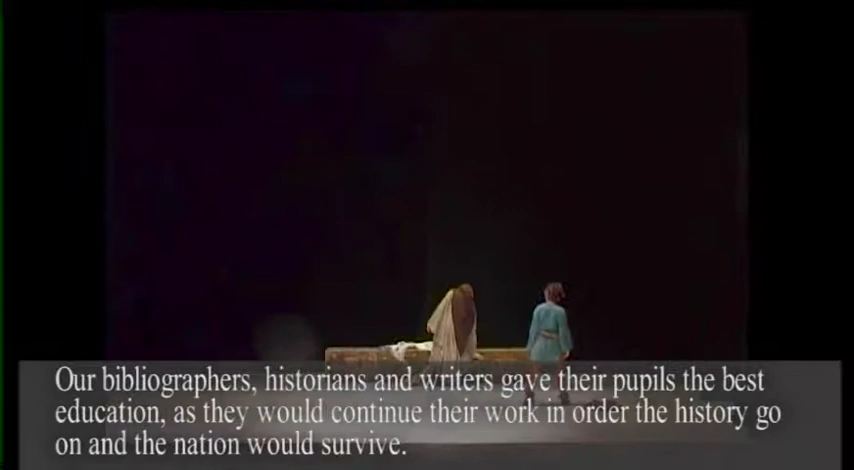 Our bibliographers, historians and writers gave their pupils the best
education, as they would continue their work in order the history go
on and the nation would survive.